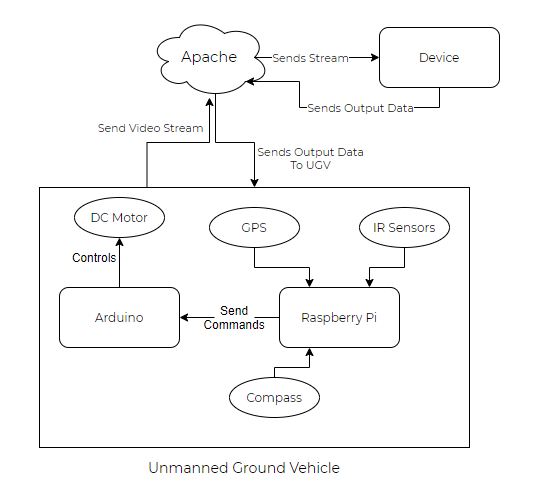 Apache
Sends Stream
Device
Sends Output Data
Send Video Stream
Sends Output Data
To UGV
DC Motor
GPS
IR Sensors
Controls
Arduino
Send
Commands
Raspberry Pi
Compass
Unmanned Ground Vehicle